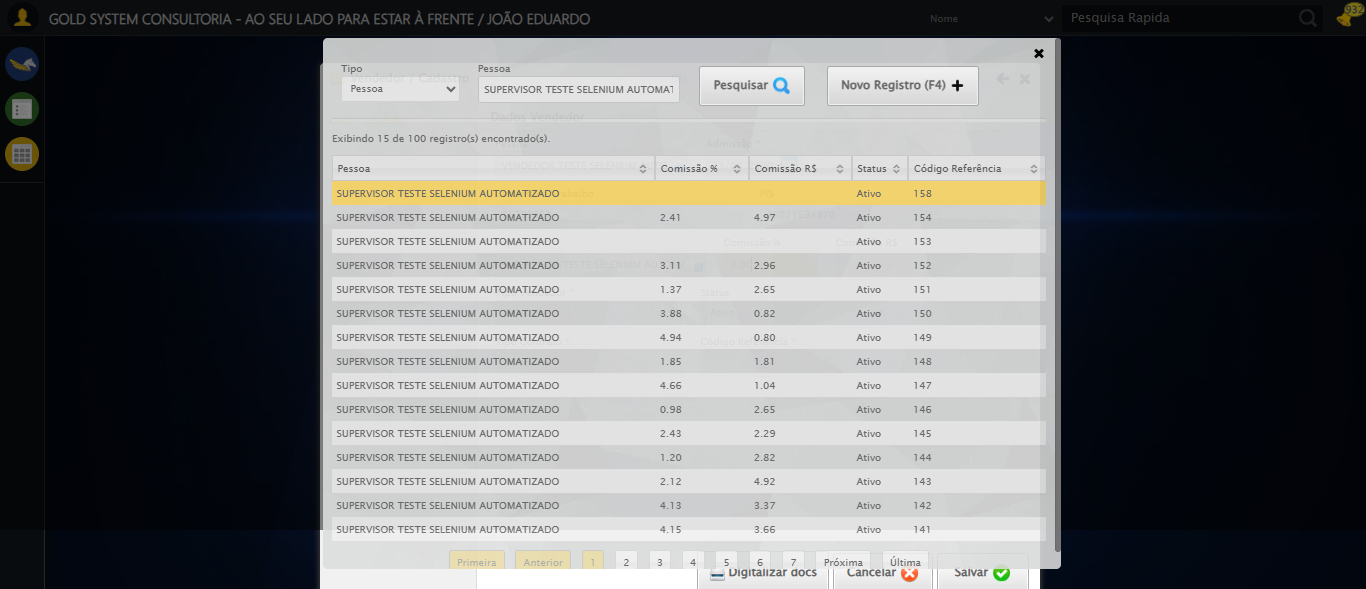 GOLD SYSTEM CONSULTORIA - AO SEU LADO PARA ESTAR À FRENTE / JOÃO EDUARDO
Nome
Pesquisa Rapida
932
Vendedor / Cadastro
Tipo
Pessoa
Pessoa
SUPERVISOR TESTE SELENIUM AUTOMAT
Pesquisar
Novo Registro (F4)
Dados Vendedor
Exibindo 15 de 100 registro(s) encontrado(s).
Pessoa Comissão % Comissão R$ Status Código Referência
SUPERVISOR TESTE SELENIUM AUTOMATIZADO Ativo 158
SUPERVISOR TESTE SELENIUM AUTOMATIZADO 2.41 4.97 Ativo 154
SUPERVISOR TESTE SELENIUM AUTOMATIZADO Ativo 153
SUPERVISOR TESTE SELENIUM AUTOMATIZADO 3.11 2.96 Ativo 152
SUPERVISOR TESTE SELENIUM AUTOMATIZADO 1.37 2.65 Ativo 151
SUPERVISOR TESTE SELENIUM AUTOMATIZADO 3.88 0.82 Ativo 150
SUPERVISOR TESTE SELENIUM AUTOMATIZADO 4.94 0.80 Ativo 149
SUPERVISOR TESTE SELENIUM AUTOMATIZADO 1.85 1.81 Ativo 148
SUPERVISOR TESTE SELENIUM AUTOMATIZADO 4.66 1.04 Ativo 147
SUPERVISOR TESTE SELENIUM AUTOMATIZADO 0.98 2.65 Ativo 146
SUPERVISOR TESTE SELENIUM AUTOMATIZADO 2.43 2.29 Ativo 145
SUPERVISOR TESTE SELENIUM AUTOMATIZADO 1.20 2.82 Ativo 144
SUPERVISOR TESTE SELENIUM AUTOMATIZADO 2.12 4.92 Ativo 143
SUPERVISOR TESTE SELENIUM AUTOMATIZADO 4.13 3.37 Ativo 142
SUPERVISOR TESTE SELENIUM AUTOMATIZADO 4.15 3.66 Ativo 141
Primeira Anterior 1 2 3 4 5 6 7 Próxima Última
Digitalizar docs Cancelar Salvar